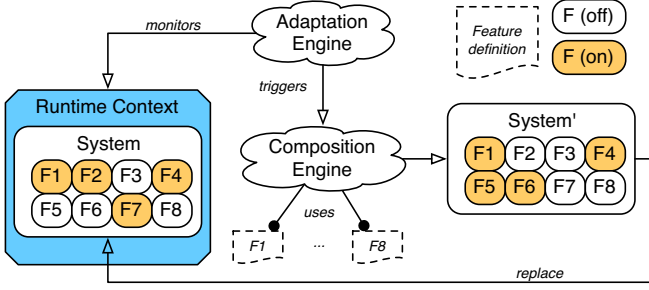 monitors
Adaptation
Engine
Feature
definition
F (off)
F (on)
triggers
Runtime Context
System
F1 F2 F3 F4
F5 F6 F7 F8
Composition
Engine
System'
F1 F2 F3 F4
F5 F6 F7 F8
uses
F1 ... F8
replace